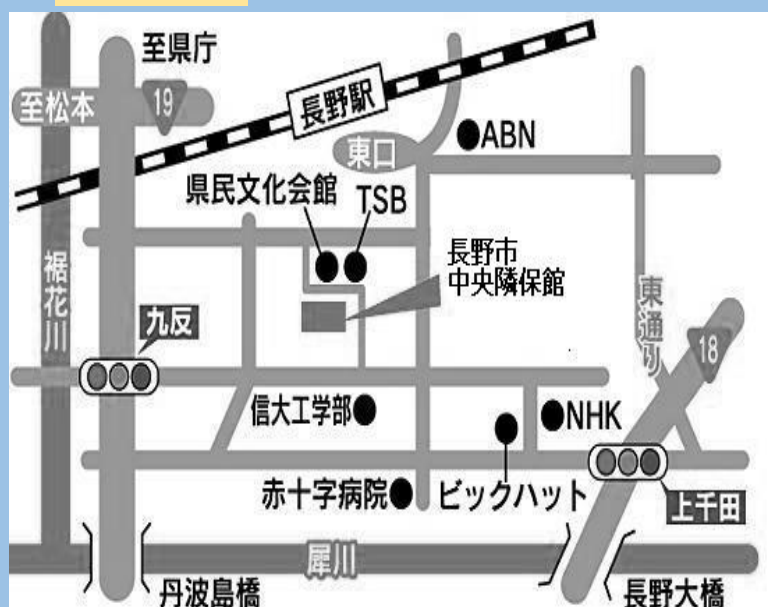 至県庁
至松本
19
長野駅
東口
ABN
県民文化会館
TSB
長野市
中央隣保館
裾花川
九反
東通り
18
信大工学部
NHK
赤十字病院
ビックハット
上千田
犀川
丹波島橋
長野大橋